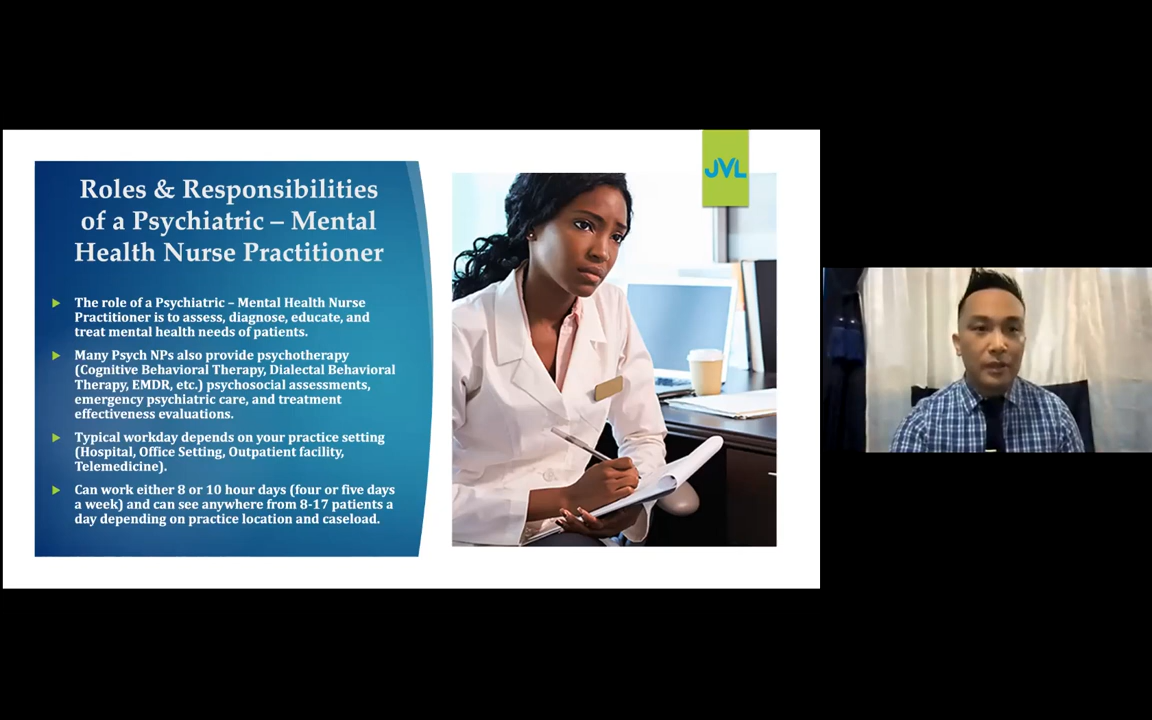 JVL
Roles & Responsibilities
of a Psychiatric – Mental
Health Nurse Practitioner
The role of a Psychiatric – Mental Health Nurse
Practitioner is to assess, diagnose, educate, and
treat mental health needs of patients.
Many Psych NPs also provide psychotherapy
(Cognitive Behavioral Therapy, Dialectal Behavioral
Therapy, EMDR, etc.) psychosocial assessments,
emergency psychiatric care, and treatment
effectiveness evaluations.
Typical workday depends on your practice setting
(Hospital, Office Setting, Outpatient facility,
Telemedicine).
Can work either 8 or 10 hour days (four or five days
a week) and can see anywhere from 8-17 patients a
day depending on practice location and caseload.